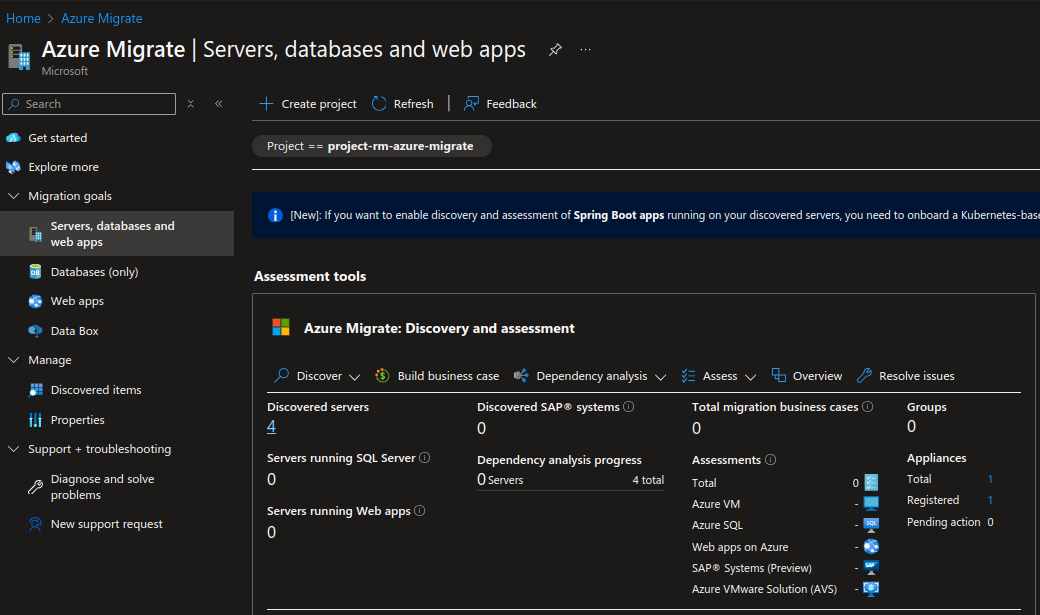 Home > Azure Migrate
Azure Migrate | Servers, databases and web apps
Microsoft
Search
Create project
Refresh
Feedback
Get started
Explore more
Migration goals
Servers, databases and
web apps
Databases (only)
Web apps
Data Box
Manage
Discovered items
Properties
Support + troubleshooting
Diagnose and solve
problems
New support request
Project == project-rm-azure-migrate
[New]: If you want to enable discovery and assessment of Spring Boot apps running on your discovered servers, you need to onboard a Kubernetes-base
Assessment tools
Azure Migrate: Discovery and assessment
Discover
Build business case
Dependency analysis
Assess
Overview
Resolve issues
Discovered servers
4
Servers running SQL Server
0
Servers running Web apps
0
Discovered SAP® systems
0
Dependency analysis progress
0 Servers 4 total
Total migration business cases
0
Assessments
Total 0
Azure VM -
Azure SQL -
SQL
Web apps on Azure -
SAP® Systems (Preview) -
SAP
Azure VMware Solution (AVS) -
Groups
0
Appliances
Total 1
Registered 1
Pending action 0